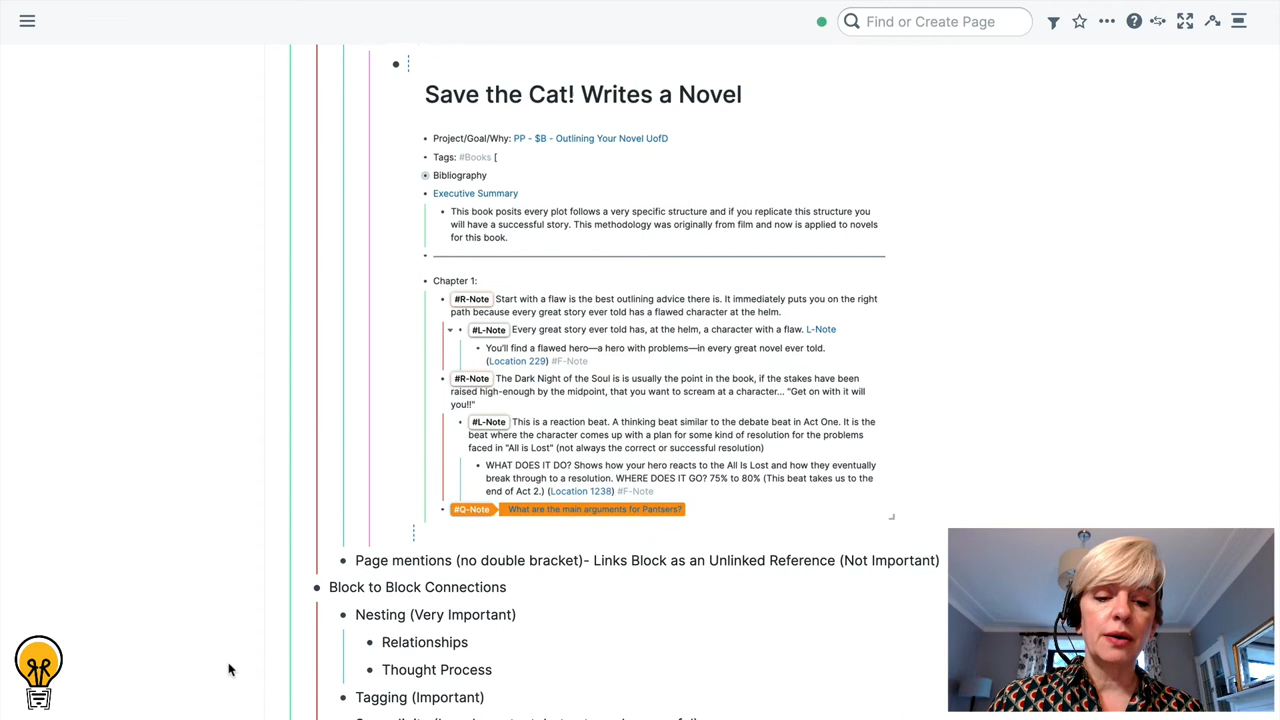 Find or Create Page
Save the Cat! Writes a Novel
Project/Goal/Why: PP - $B - Outlining Your Novel UofD
Tags: #Books [
Bibliography
Executive Summary
This book posits every plot follows a very specific structure and if you replicate this structure you
will have a successful story. This methodology was originally from film and now is applied to novels
for this book.
Chapter 1:
#R-Note Start with a flaw is the best outlining advice there is. It immediately puts you on the right
path because every great story ever told has a flawed character at the helm.
#L-Note Every great story ever told has, at the helm, a character with a flaw. L-Note
You'll find a flawed hero—a hero with problems—in every great novel ever told.
(Location 229) #F-Note
#R-Note The Dark Night of the Soul is is usually the point in the book, if the stakes have been
raised high-enough by the midpoint, that you want to scream at a character... "Get on with it will
you!!"
#L-Note This is a reaction beat. A thinking beat similar to the debate beat in Act One. It is the
beat where the character comes up with a plan for some kind of resolution for the problems
faced in "All is Lost" (not always the correct or successful resolution)
WHAT DOES IT DO? Shows how your hero reacts to the All Is Lost and how they eventually
break through to a resolution. WHERE DOES IT GO? 75% to 80% (This beat takes us to the
end of Act 2.) (Location 1238) #F-Note
#Q-Note What are the main arguments for Pantsers?
Page mentions (no double bracket)- Links Block as an Unlinked Reference (Not Important)
Block to Block Connections
Nesting (Very Important)
Relationships
Thought Process
Tagging (Important)